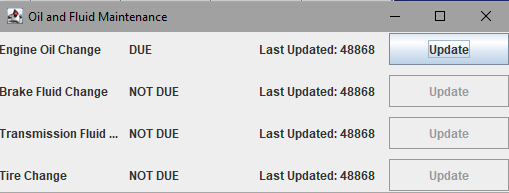 Oil and Fluid Maintenance
Engine Oil Change DUE Last Updated: 48868 Update
Brake Fluid Change NOT DUE Last Updated: 48868 Update
Transmission Fluid ... NOT DUE Last Updated: 48868 Update
Tire Change NOT DUE Last Updated: 48868 Update